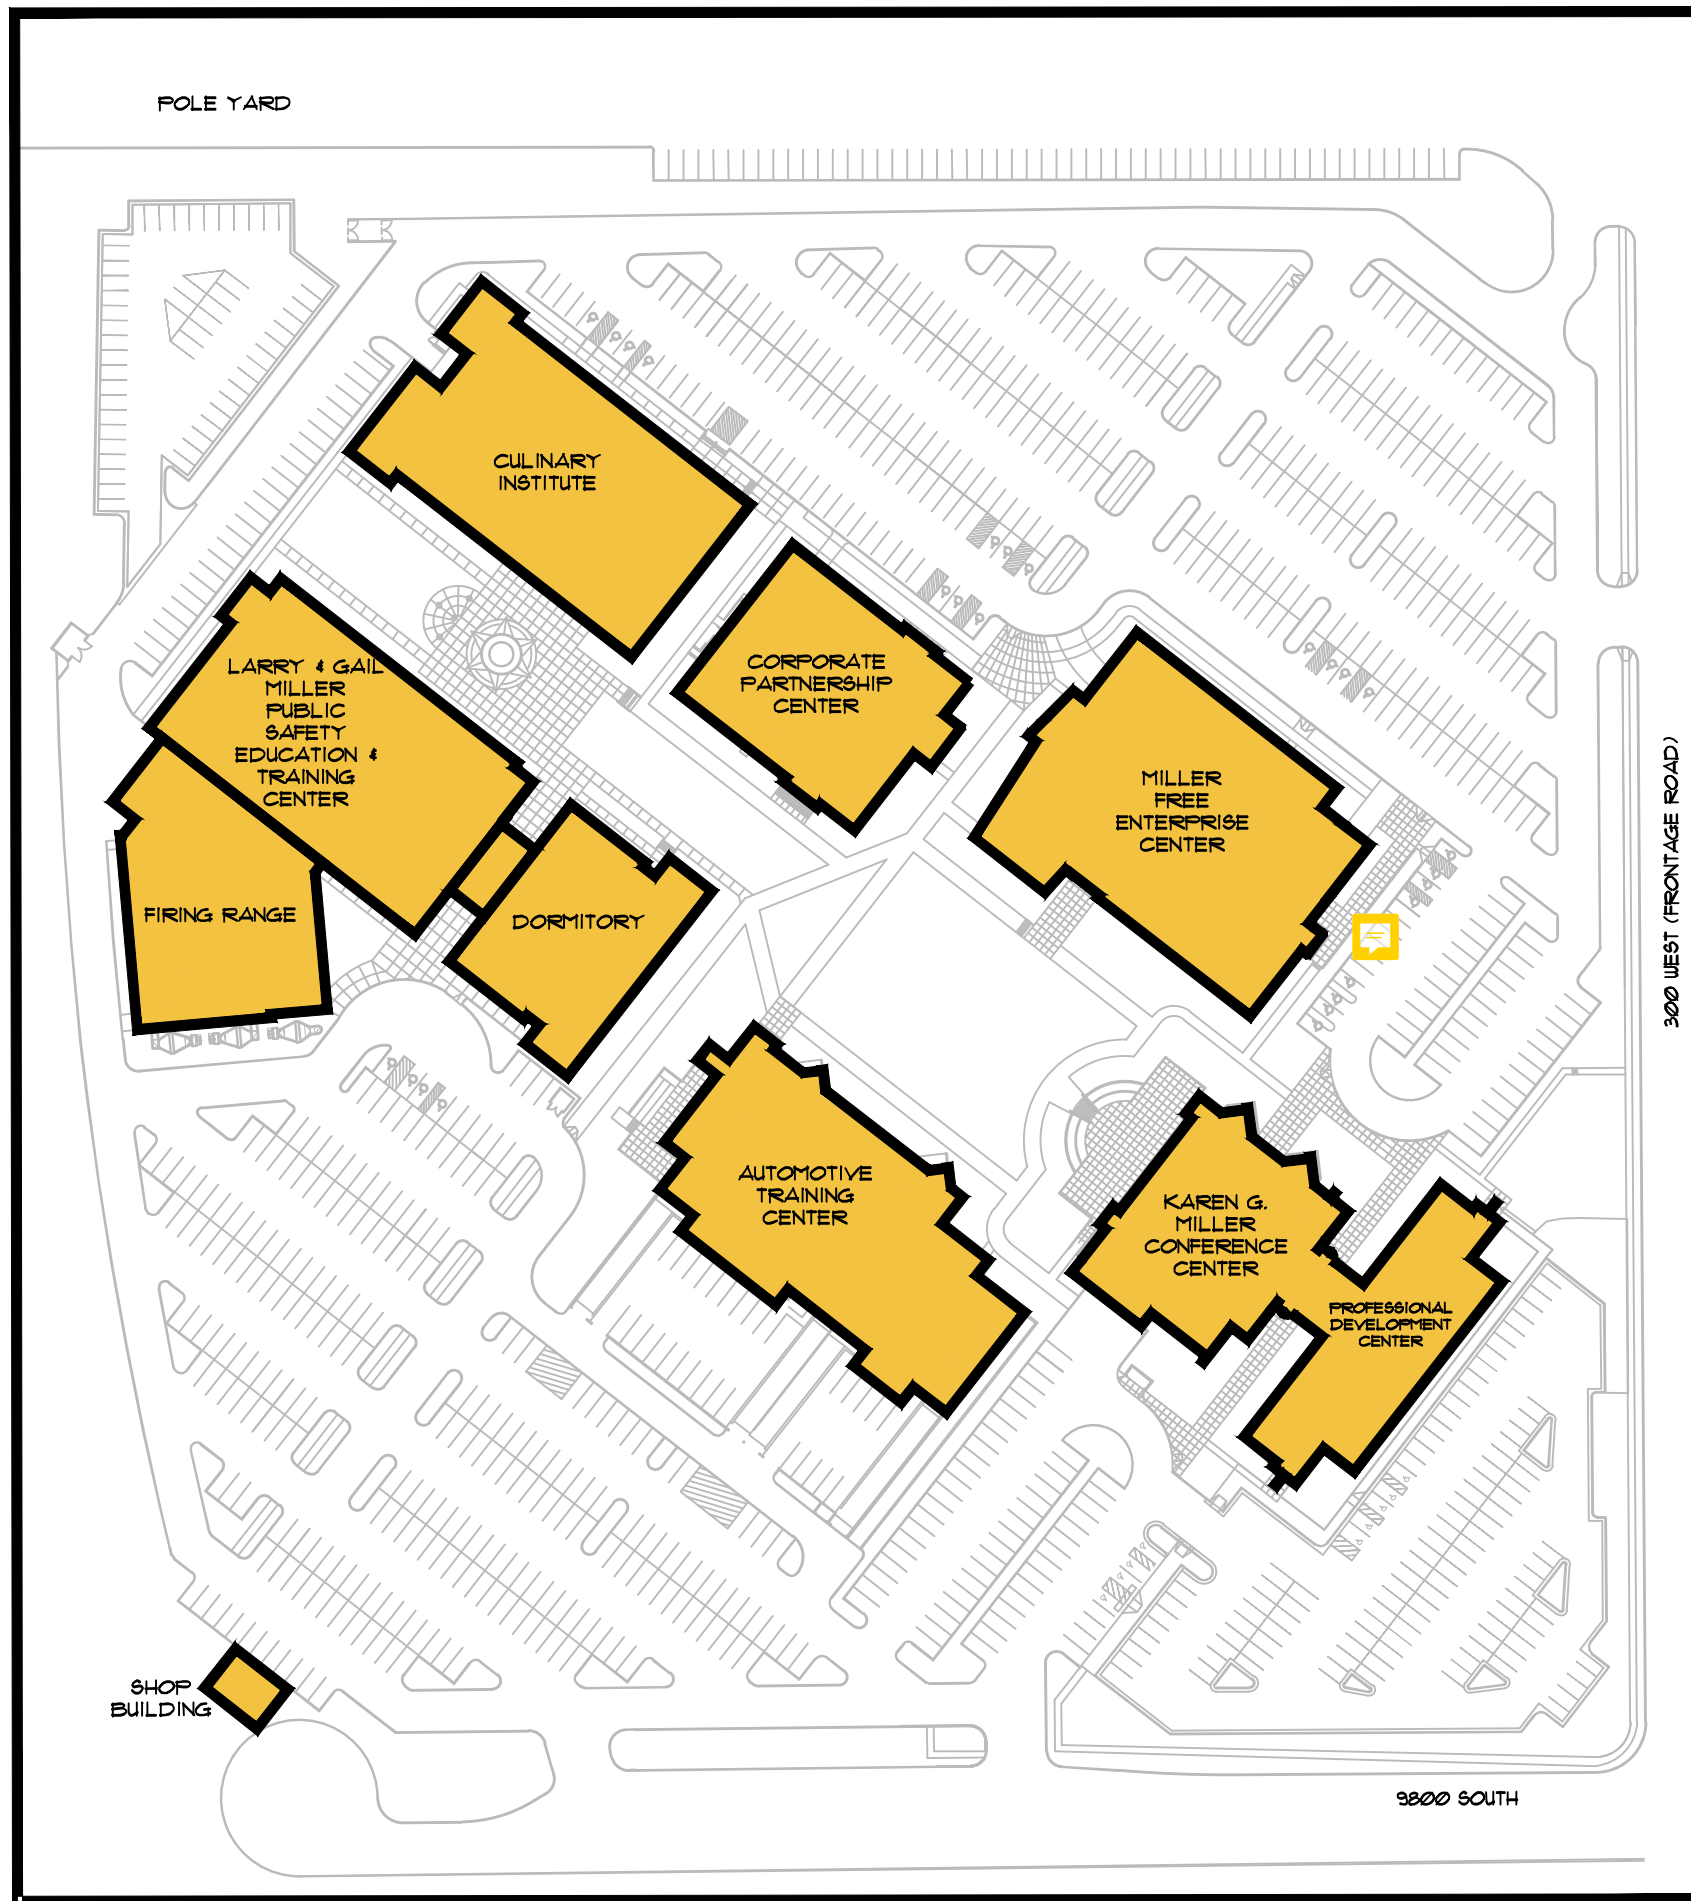 POLE YARD
CULINARY
INSTITUTE
LARRY & GAIL
MILLER
PUBLIC
SAFETY
EDUCATION &
TRAINING
CENTER
CORPORATE
PARTNERSHIP
CENTER
MILLER
FREE
ENTERPRISE
CENTER
300 WEST (FRONTAGE ROAD)
FIRING RANGE
DORMITORY
AUTOMOTIVE
TRAINING
CENTER
KAREN G.
MILLER
CONFERENCE
CENTER
PROFESSIONAL
DEVELOPMENT
CENTER
SHOP
BUILDING
9800 SOUTH